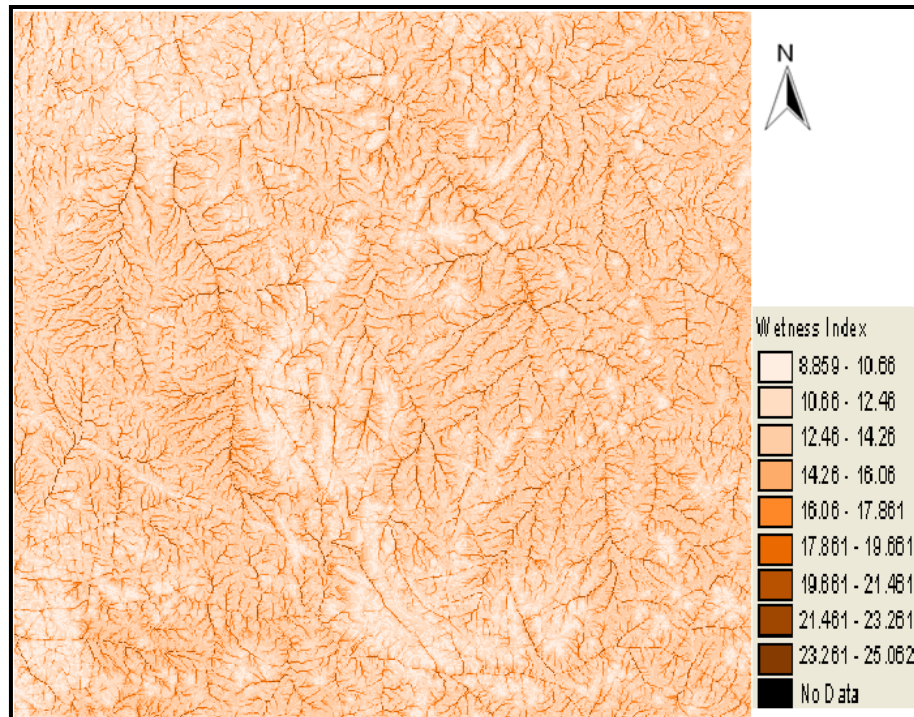 N
Wetness Index
8.859 - 10.66
10.66 - 12.46
12.46 - 14.26
14.26 - 16.06
16.06 - 17.861
17.861 - 19.661
19.661 - 21.461
21.461 - 23.261
23.261 - 25.062
No Data